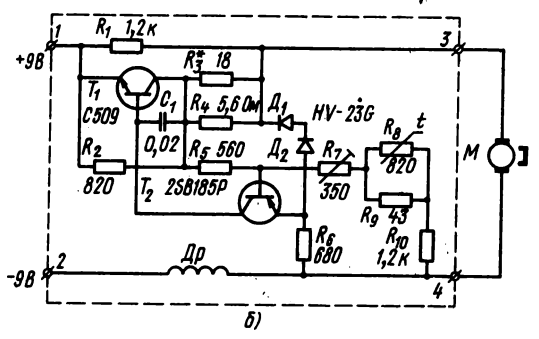 1 R₁ 1,2к 3
+9В
R₃* 18
T₁ C₁ R₄ 5,6 Ом Д₁ HV-23G
C509 0,02 Д₂ R₈ t
R₂ R₅ 560 R₇ 820
820 T₂ 2SB185P 350 M
R₉ 43
R₆ R₁₀
680 1,2к
-9В 2 Др 4
б)